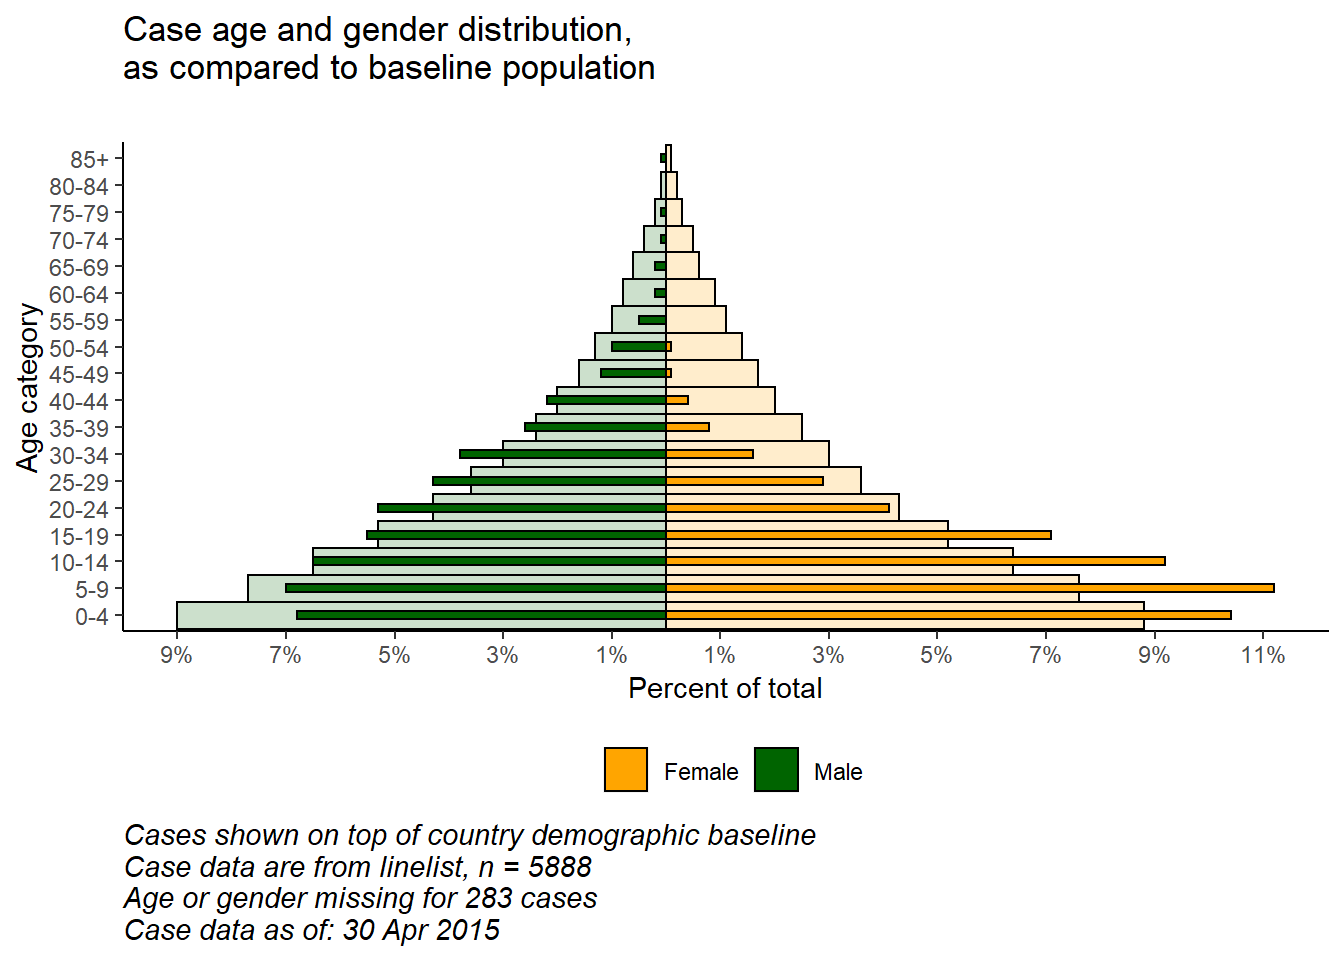 Case age and gender distribution,
as compared to baseline population
Age category
85+
80-84
75-79
70-74
65-69
60-64
55-59
50-54
45-49
40-44
35-39
30-34
25-29
20-24
15-19
10-14
5-9
0-4
9% 7% 5% 3% 1% 1% 3% 5% 7% 9% 11%
Percent of total
Female Male
Cases shown on top of country demographic baseline
Case data are from linelist, n = 5888
Age or gender missing for 283 cases
Case data as of: 30 Apr 2015